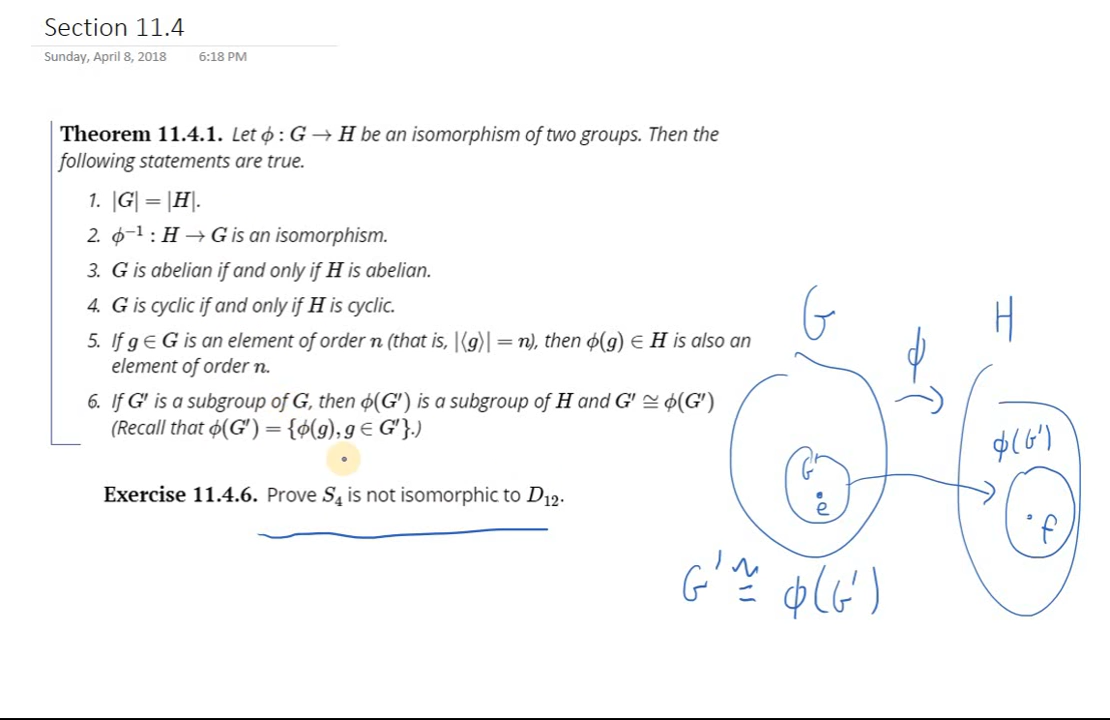 Section 11.4
Sunday, April 8, 2018 6:18 PM
Theorem 11.4.1. Let ϕ : G → H be an isomorphism of two groups. Then the
following statements are true.
1. |G| = |H|.
2. ϕ⁻¹ : H → G is an isomorphism.
3. G is abelian if and only if H is abelian.
4. G is cyclic if and only if H is cyclic.
5. If g ∈ G is an element of order n (that is, |⟨g⟩| = n), then ϕ(g) ∈ H is also an
element of order n.
6. If G' is a subgroup of G, then ϕ(G') is a subgroup of H and G' ≅ ϕ(G')
(Recall that ϕ(G') = {ϕ(g), g ∈ G'}.)
Exercise 11.4.6. Prove S₄ is not isomorphic to D₁₂.
G ϕ → H
G' ϕ(G')
e f
G' ≅ ϕ(G')